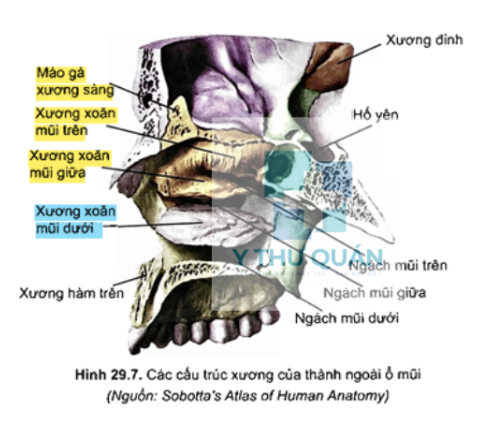 Xương đỉnh
Mào gà
xương sàng
Xương xoăn
mũi trên
Hố yên
Xương xoăn
mũi giữa
Xương xoăn
mũi dưới
Y THƯ QUÁN
Ngách mũi trên
Xương hàm trên
Ngách mũi giữa
Ngách mũi dưới
Hình 29.7. Các cấu trúc xương của thành ngoài ổ mũi
(Nguồn: Sobotta's Atlas of Human Anatomy)